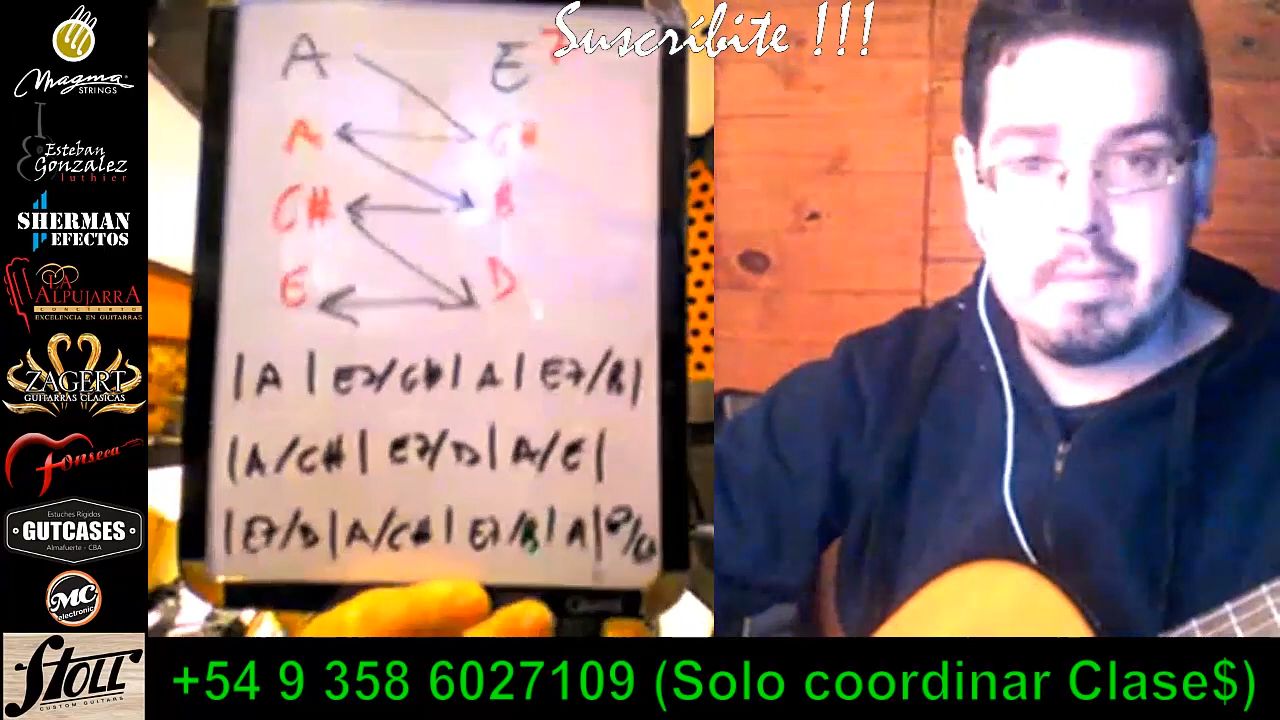 Magma
STRINGS
Esteban
Gonzalez
luthier
SHERMAN
EFECTOS
LA
ALPUJARRA
CONCIERTO
EXCELENCIA EN GUITARRAS
ZAGERT
GUITARRAS CLASICAS
Fonseca
Estuches Rígidos
GUTCASES
Almafuerte - CBA
MC
electronic
Stoll
CUSTOM GUITARS
Suscríbite !!!
A E7
A G#
C# B
E D
| A | E7/G# | A | E7/B |
| A/C# | E7/D | A/E |
| E7/D | A/C# | E7/B | A |
+54 9 358 6027109 (Solo coordinar Clase$)